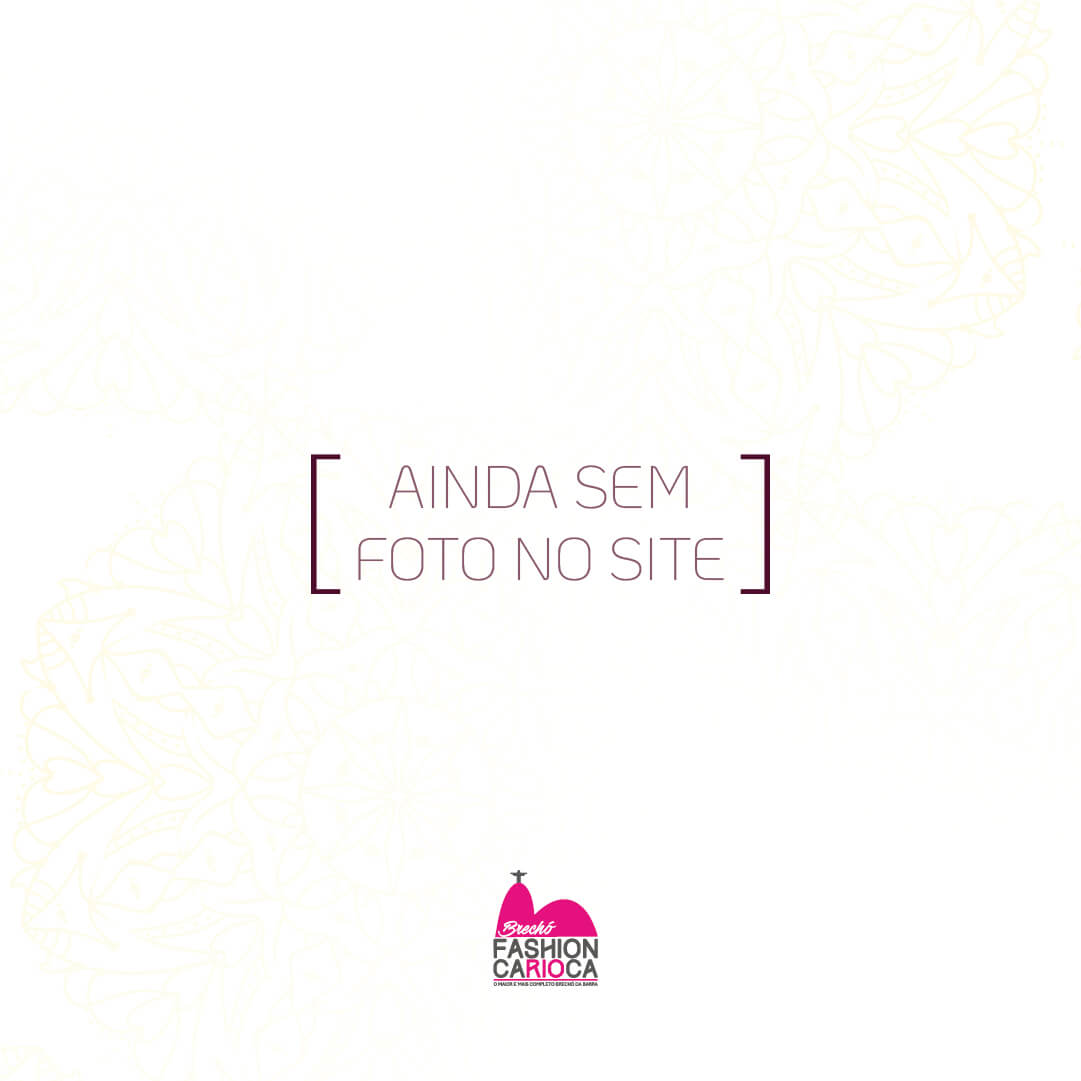 AINDA SEM
FOTO NO SITE
Brechó
FASHION
CARIOCA
O MAIOR E MAIS COMPLETO BRECHÓ DA BARRA